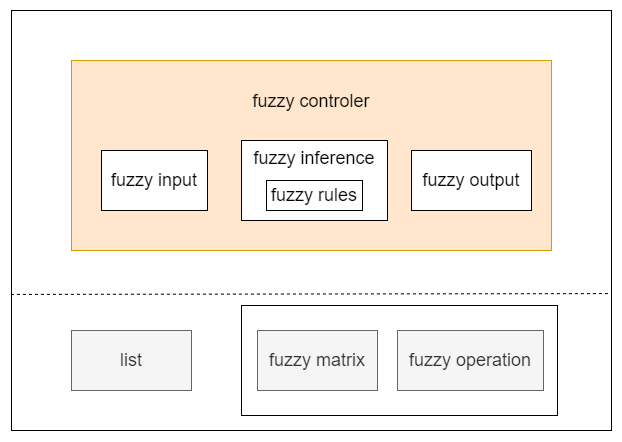 fuzzy controler
fuzzy input
fuzzy inference
fuzzy rules
fuzzy output
list
fuzzy matrix
fuzzy operation